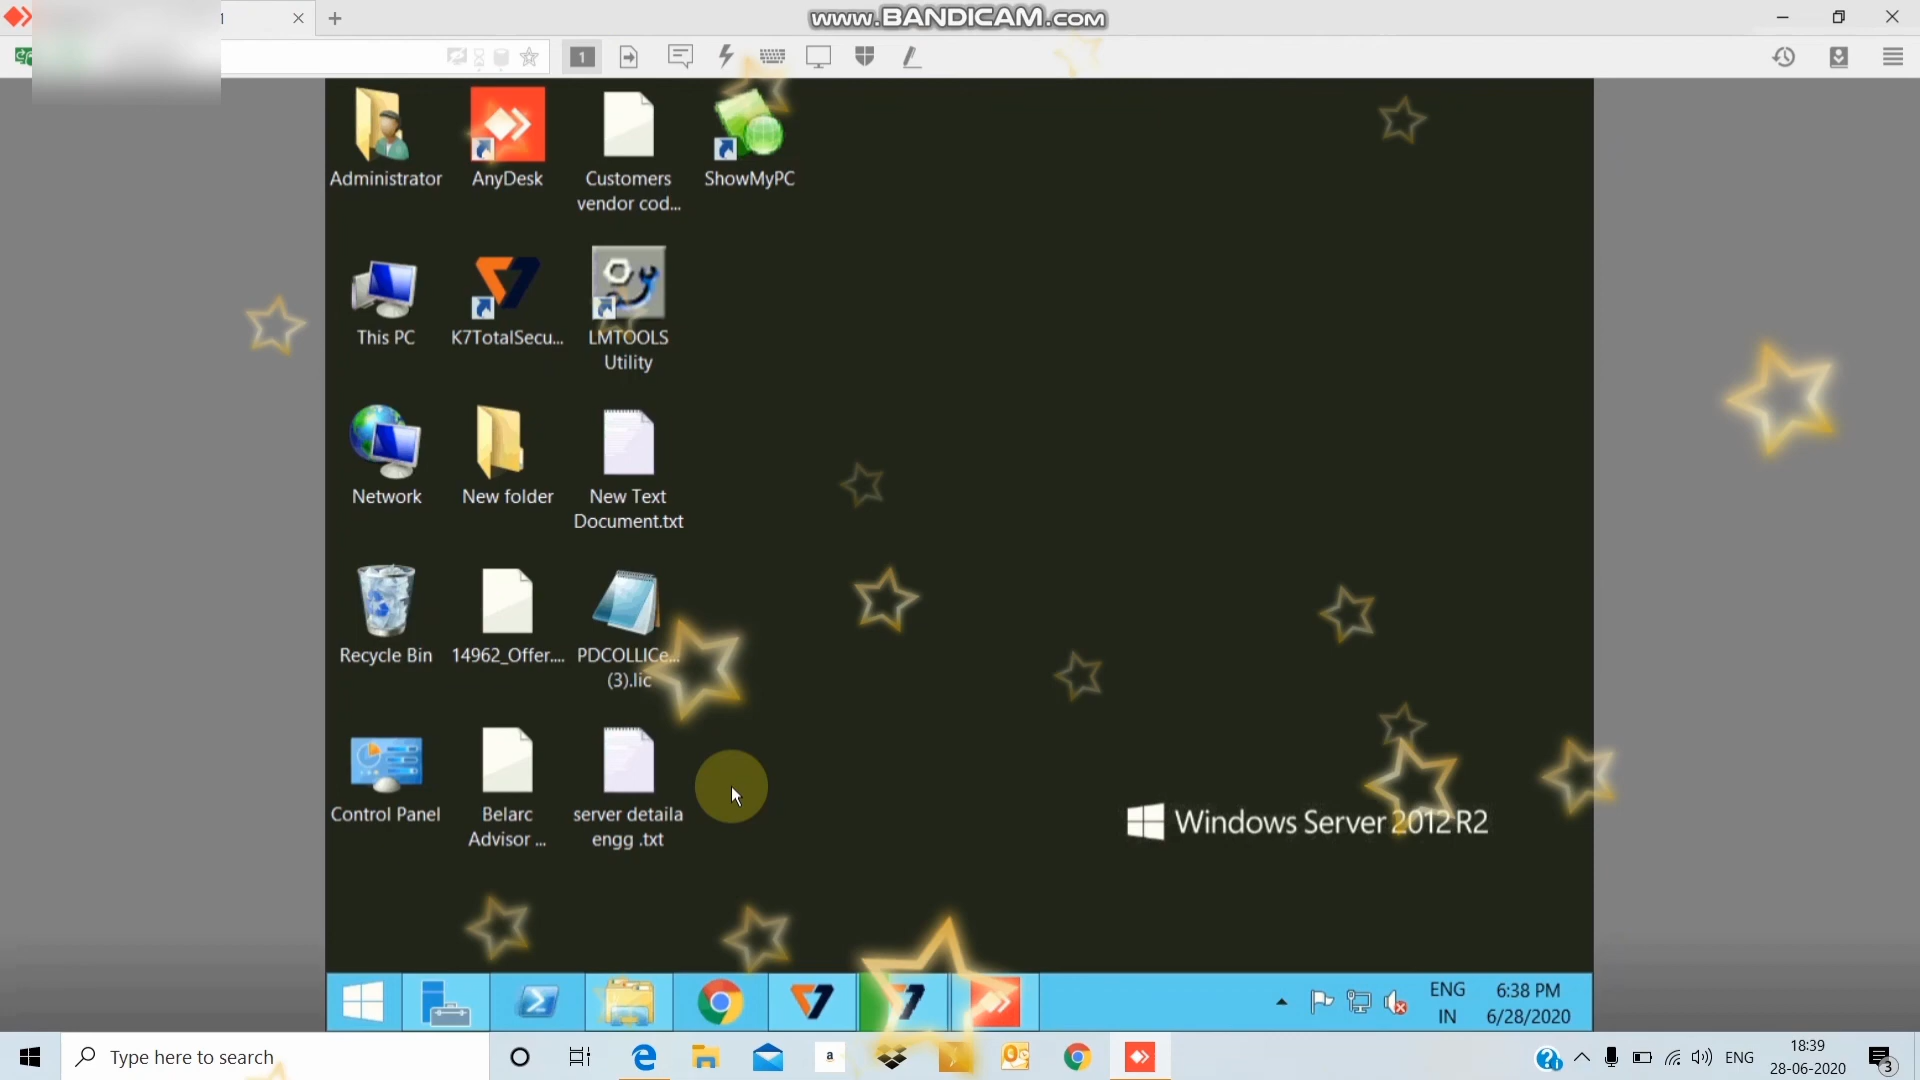 www.BANDICAM.com
1
Administrator
AnyDesk
Customers
vendor cod...
ShowMyPC
This PC
K7TotalSecu...
LMTOOLS
Utility
Network
New folder
New Text
Document.txt
Recycle Bin
14962_Offer....
PDCOLLICe...
(3).lic
Control Panel
Belarc
Advisor ...
server detaila
engg .txt
Windows Server 2012 R2
ENG
IN
6:38 PM
6/28/2020
Type here to search
a
ENG
18:39
28-06-2020
3